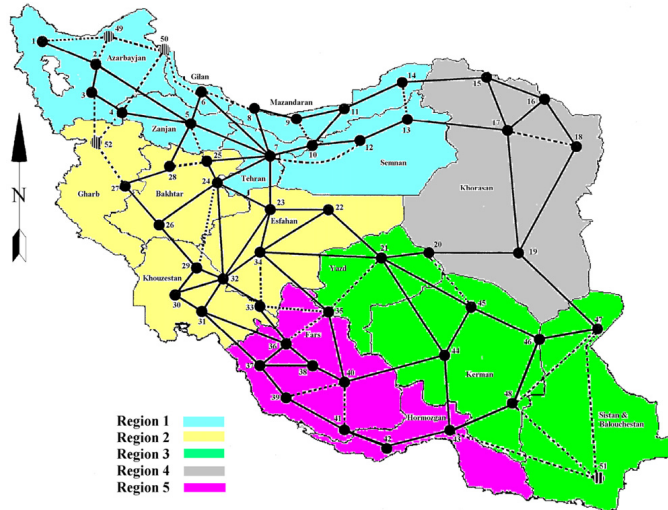 49
50
1
2
Azarbayjan
Gilan
14
3
6
15
4
5
8
Mazandaran
11
16
Zanjan
9
17
13
18
52
7
10
12
25
Semnan
28
Tehran
24
27
Bakhtar
Khorasan
Gharb
23
22
26
Esfahan
N
34
21
20
19
29
32
Yazd
Khouzestan
30
33
35
45
47
31
46
36
Fars
44
37
38
40
Kerman
39
48
Region 1
41
Hormozgan
Sistan &
Balouchestan
Region 2
42
43
Region 3
51
Region 4
Region 5